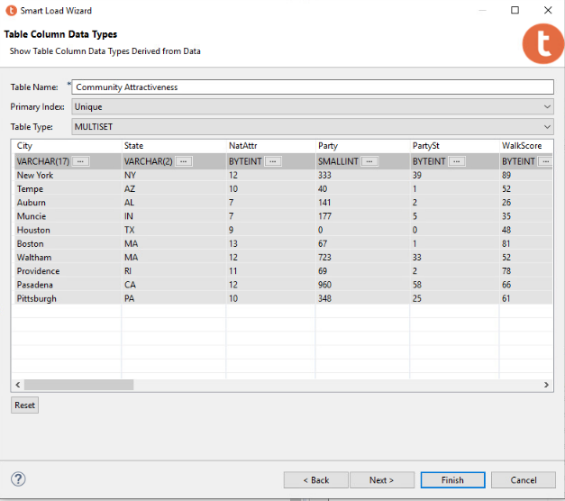 Smart Load Wizard
Table Column Data Types
Show Table Column Data Types Derived from Data
t
Table Name: * Community Attractiveness
Primary Index: Unique
Table Type: MULTISET
City State NatAttr Party PartySt WalkScore
VARCHAR(17) ... VARCHAR(2) ... BYTEINT ... SMALLINT ... BYTEINT ... BYTEINT ...
New York NY 12 333 39 89
Tempe AZ 10 40 1 52
Auburn AL 7 141 2 26
Muncie IN 7 177 5 35
Houston TX 9 0 0 48
Boston MA 13 67 1 81
Waltham MA 12 723 33 52
Providence RI 11 69 2 78
Pasadena CA 12 960 58 66
Pittsburgh PA 10 348 25 61
Reset
? < Back Next > Finish Cancel